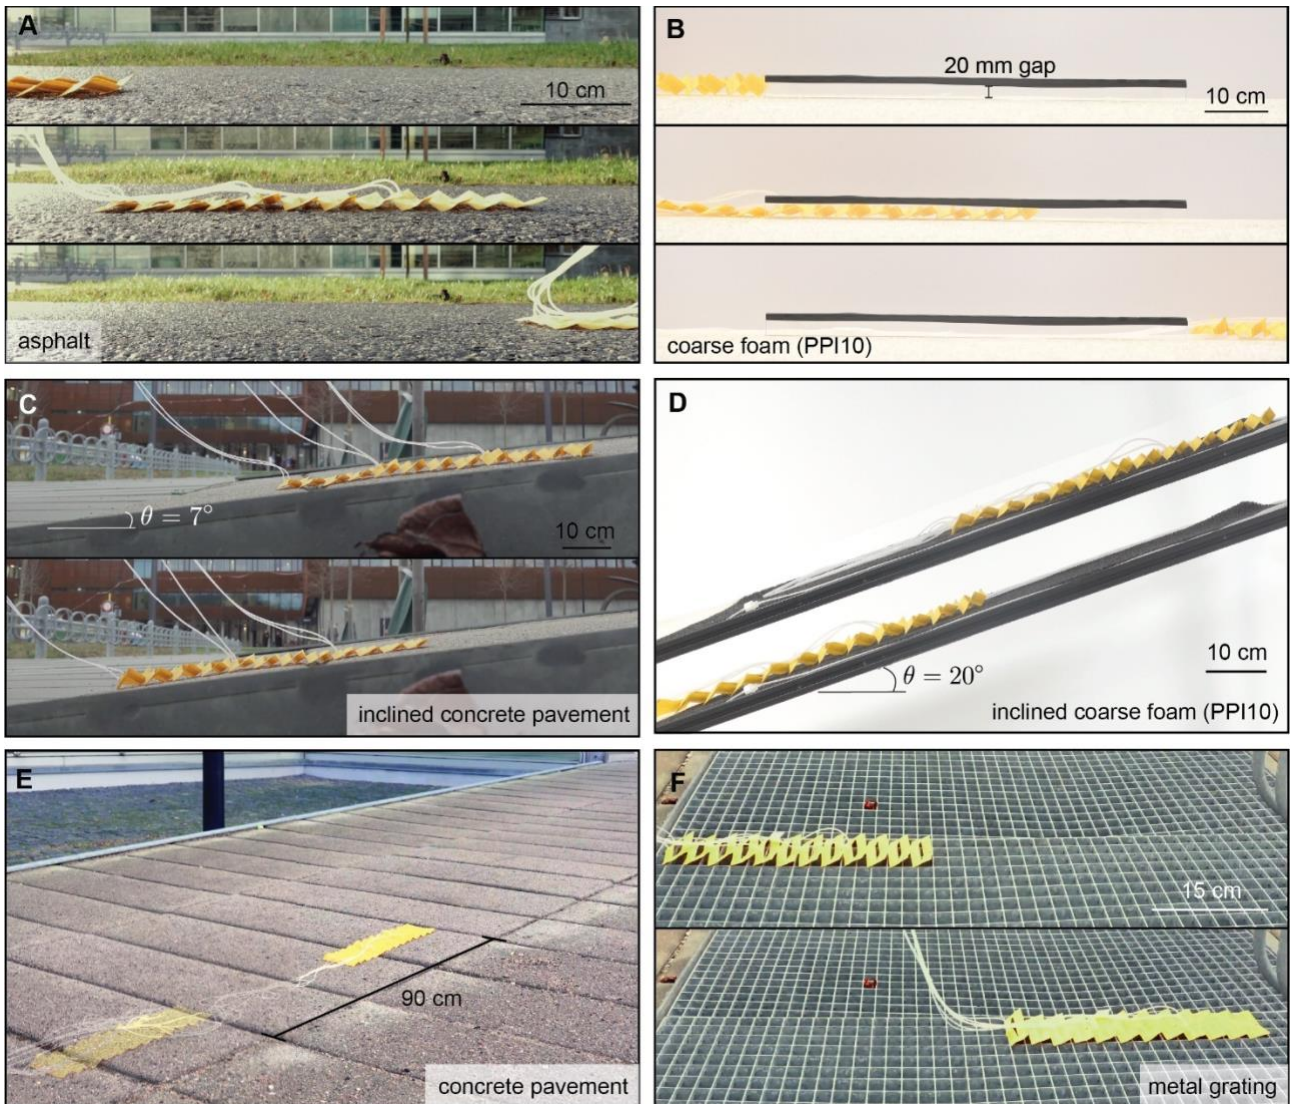 A
10 cm
asphalt
B
20 mm gap
10 cm
coarse foam (PPI10)
C
θ = 7°
10 cm
inclined concrete pavement
D
10 cm
θ = 20°
inclined coarse foam (PPI10)
E
90 cm
concrete pavement
F
15 cm
metal grating